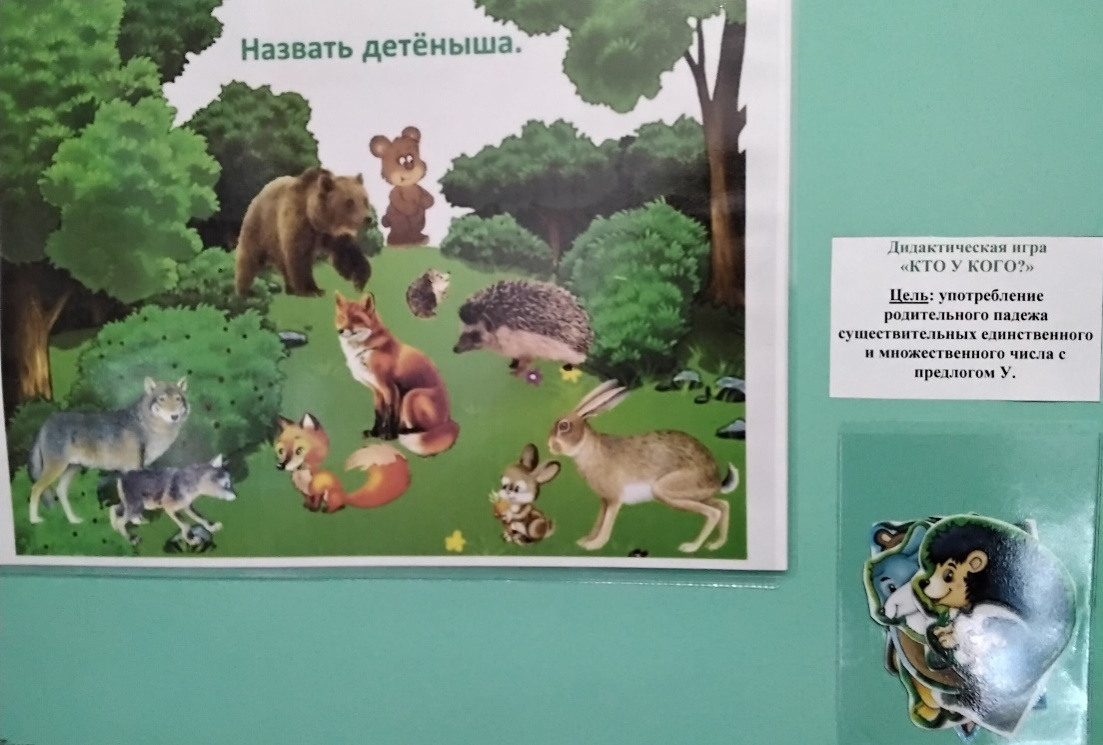 Назвать детёныша.
Дидактическая игра
«КТО У КОГО?»
Цель: употребление
родительного падежа
существительных единственного
и множественного числа с
предлогом У.